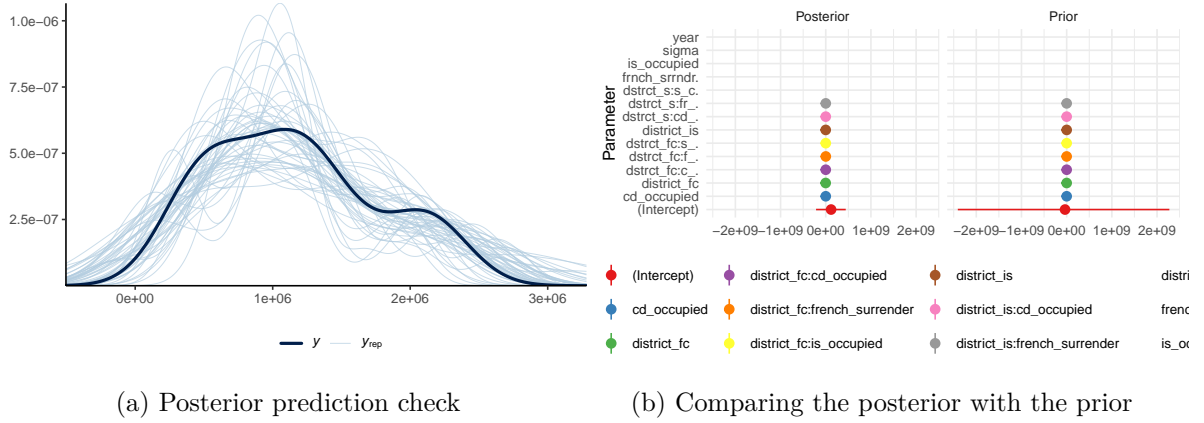 1.0e−06
7.5e−07
5.0e−07
2.5e−07
0e+00 1e+06 2e+06 3e+06
y yrep
(a) Posterior prediction check
Posterior Prior
Parameter
year
sigma
is_occupied
frnch_srrndr.
dstrct_s:s_c.
dstrct_s:fr_.
dstrct_s:cd_.
district_is
dstrct_fc:s_.
dstrct_fc:f_.
dstrct_fc:c_.
district_fc
cd_occupied
(Intercept)
−2e+09−1e+09 0e+00 1e+09 2e+09 −2e+09−1e+09 0e+00 1e+09 2e+09
(Intercept) district_fc:cd_occupied district_is distri
cd_occupied district_fc:french_surrender district_is:cd_occupied frenc
district_fc district_fc:is_occupied district_is:french_surrender is_oc
(b) Comparing the posterior with the prior